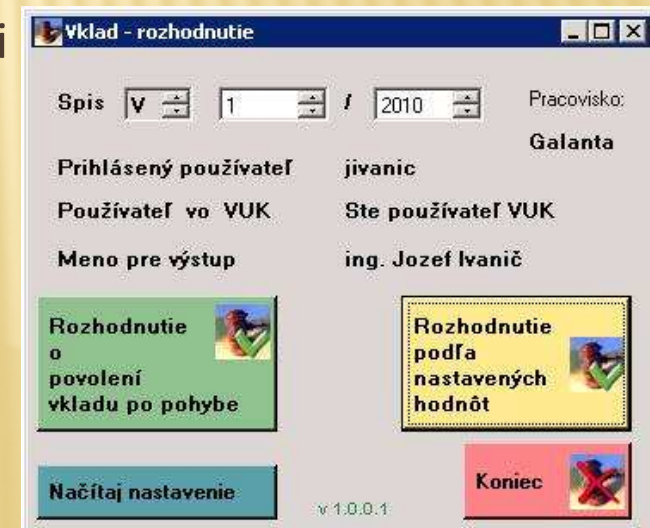 i
Vklad - rozhodnutie
Spis V 1 / 2010 Pracovisko:
Galanta
Prihlásený používateľ jivanic
Používateľ vo VUK Ste používateľ VUK
Meno pre výstup ing. Jozef Ivanič
Rozhodnutie
o
povolení
vkladu po pohybe
Rozhodnutie
podľa
nastavených
hodnôt
Načítaj nastavenie
v 1.0.0.1
Koniec